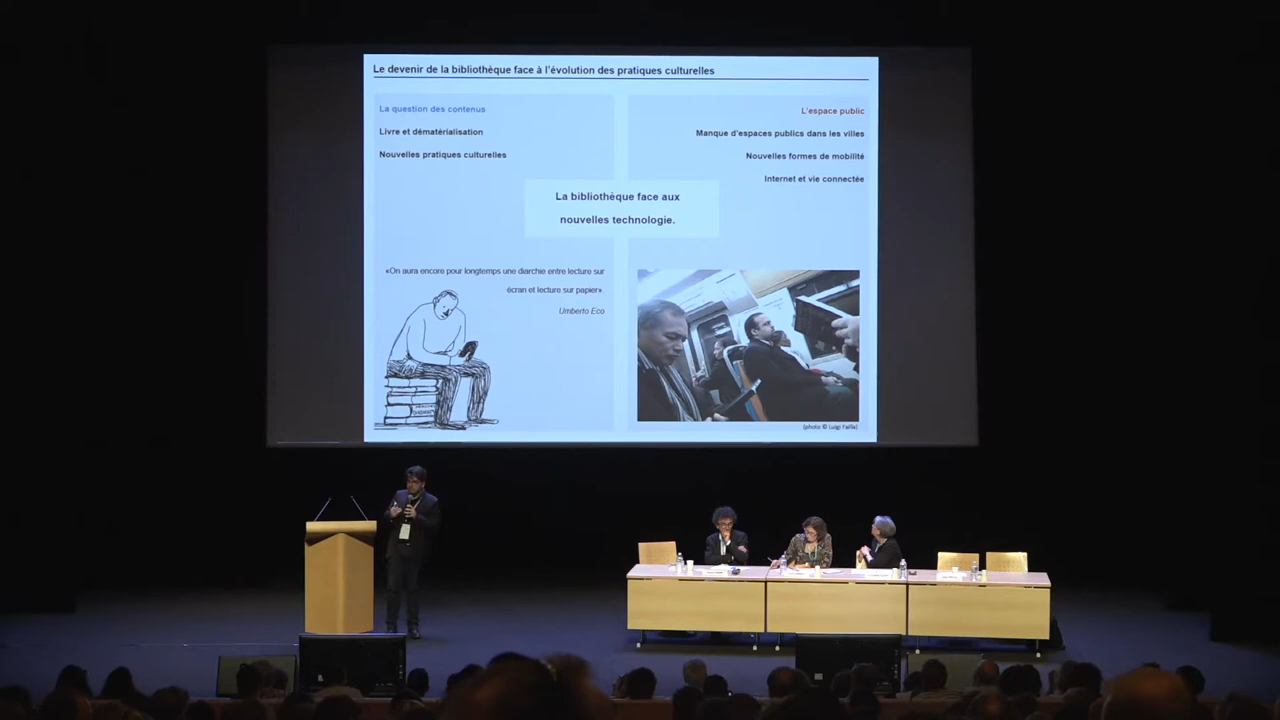 Le devenir de la bibliothèque face à l'évolution des pratiques culturelles
La question des contenus
Livre et dématérialisation
Nouvelles pratiques culturelles
L'espace public
Manque d'espaces publics dans les villes
Nouvelles formes de mobilité
Internet et vie connectée
La bibliothèque face aux
nouvelles technologie.
«On aura encore pour longtemps une diarchie entre lecture sur
écran et lecture sur papier».
Umberto Eco
(photo © Luigi Failla)